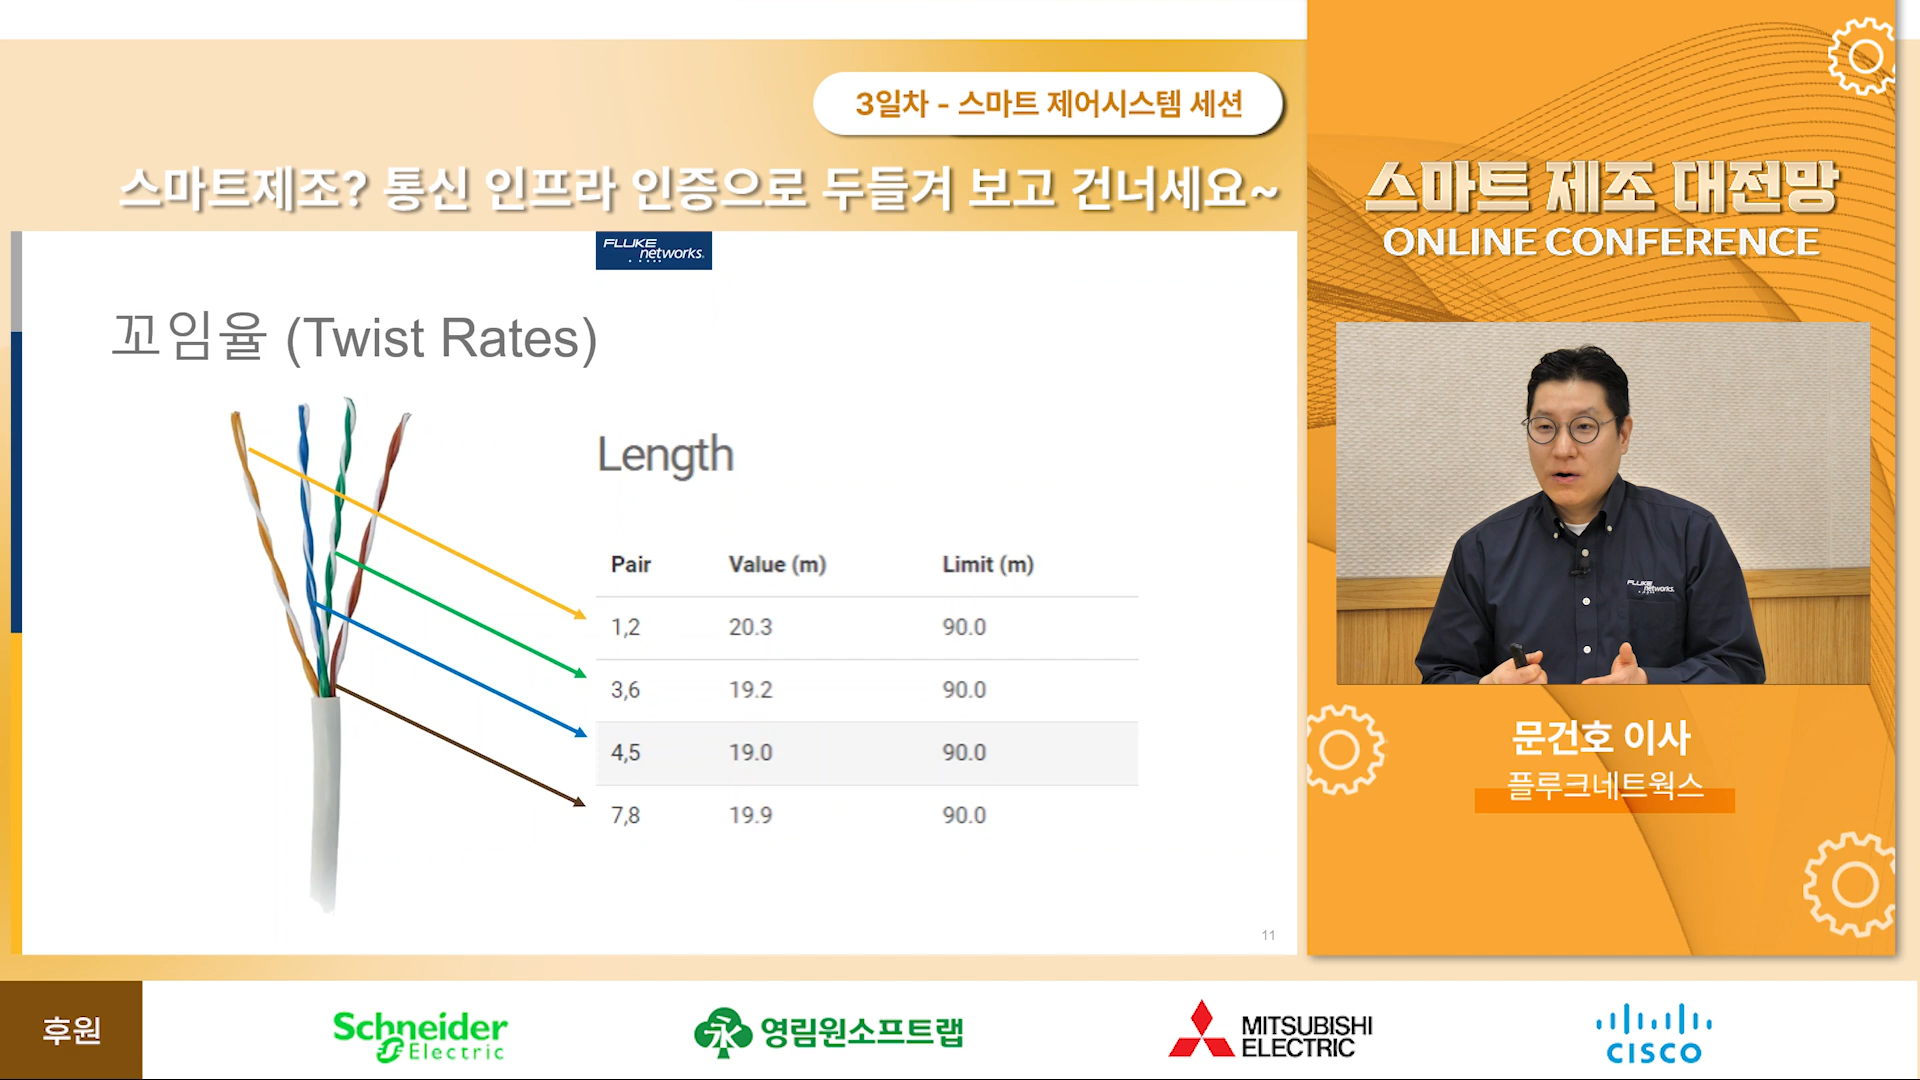 3일차 - 스마트 제어시스템 세션
스마트제조? 통신 인프라 인증으로 두들겨 보고 건너세요~
FLUKE
networks.
꼬임율 (Twist Rates)
Length
Pair Value (m) Limit (m)
1,2 20.3 90.0
3,6 19.2 90.0
4,5 19.0 90.0
7,8 19.9 90.0
11
스마트 제조 대전망
ONLINE CONFERENCE
FLUKE
networks.
문건호 이사
플루크네트웍스
후원
Schneider
Electric
永 영림원소프트랩
MITSUBISHI
ELECTRIC
CISCO